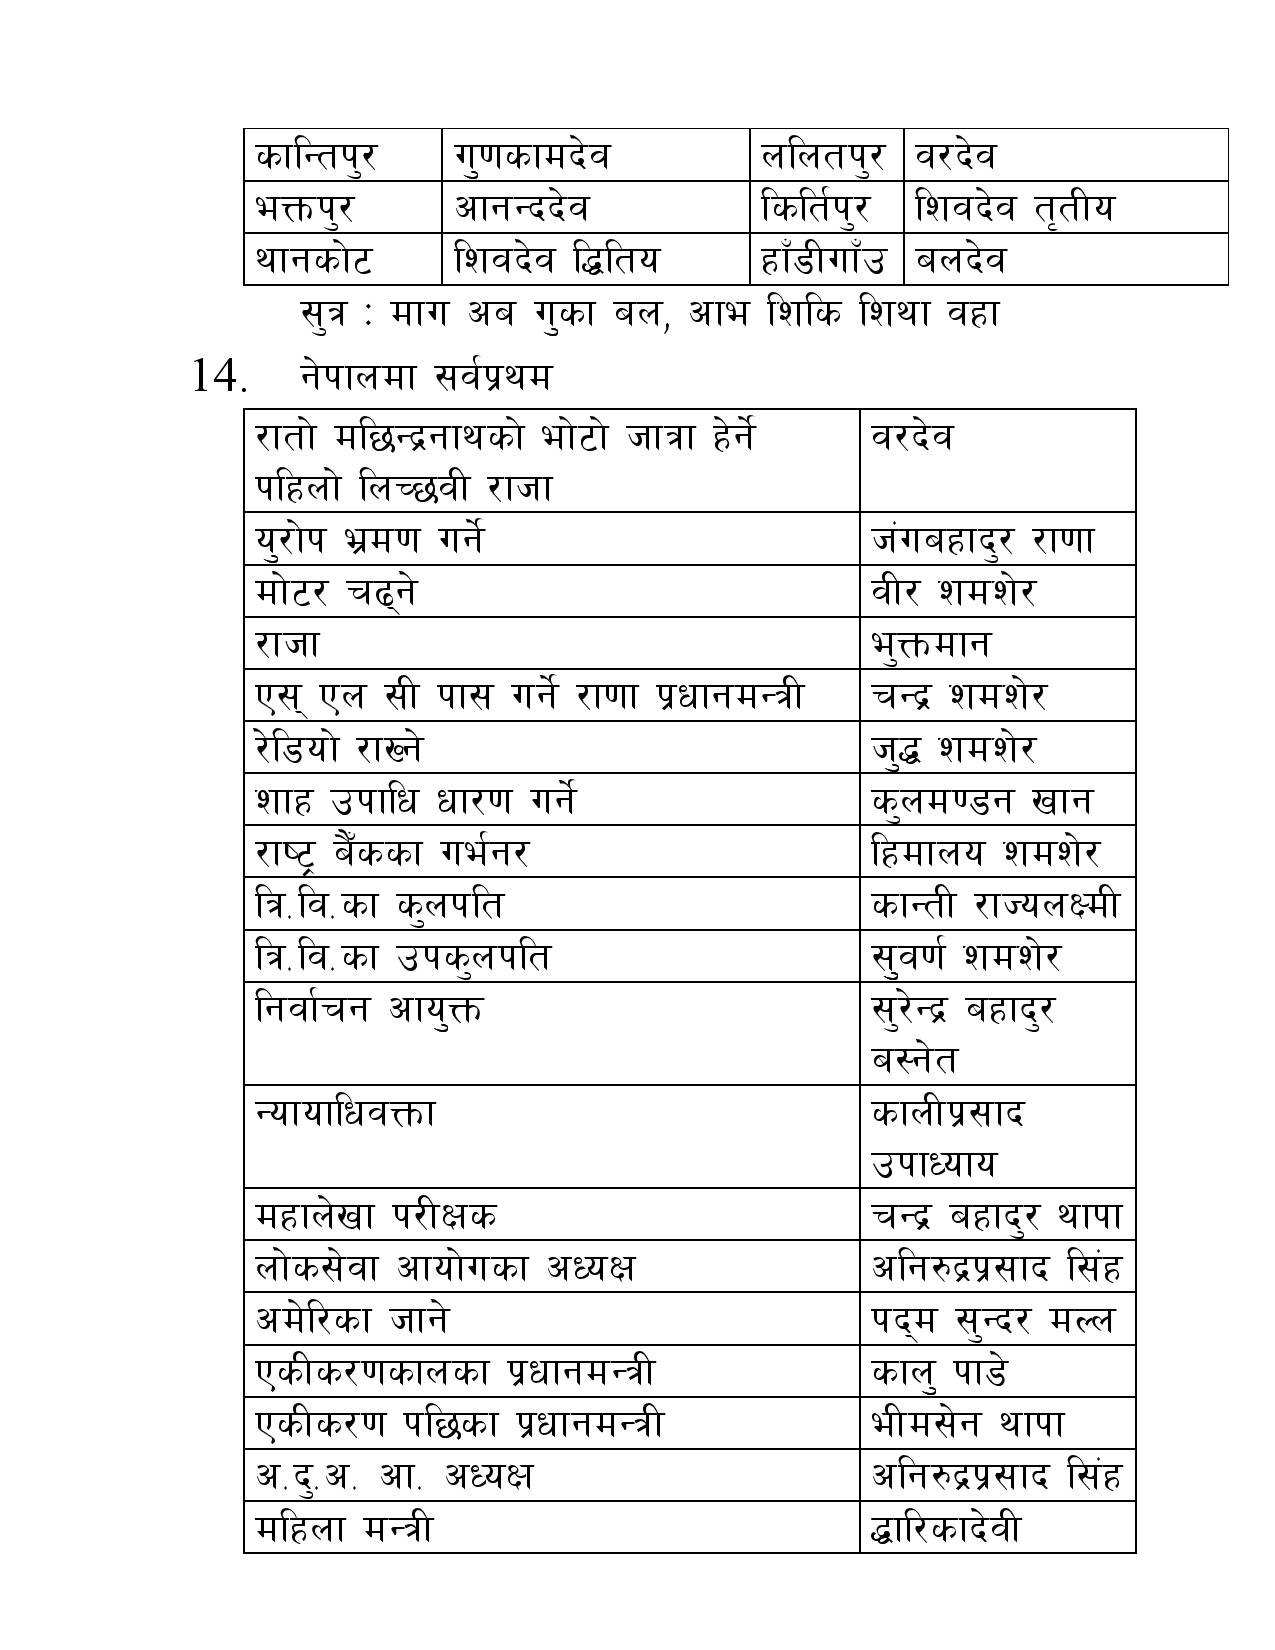 कान्तिपुर गुणकामदेव ललितपुर वरदेव
भक्तपुर आनन्ददेव किर्तिपुर शिवदेव तृतीय
थानकोट शिवदेव द्धितिय हाँडीगाँउ बलदेव
सुत्र : माग अब गुका बल, आभ शिकि शिथा वहा
14. नेपालमा सर्वप्रथम
रातो मछिन्द्रनाथको भोटो जात्रा हेर्ने वरदेव
पहिलो लिच्छवी राजा
युरोप भ्रमण गर्ने जंगबहादुर राणा
मोटर चढ्ने वीर शमशेर
राजा भुक्तमान
एस् एल सी पास गर्ने राणा प्रधानमन्त्री चन्द्र शमशेर
रेडियो राख्ने जुद्ध शमशेर
शाह उपाधि धारण गर्ने कुलमण्डन खान
राष्ट्र बैँकका गर्भनर हिमालय शमशेर
त्रि.वि.का कुलपति कान्ती राज्यलक्ष्मी
त्रि.वि.का उपकुलपति सुवर्ण शमशेर
निर्वाचन आयुक्त सुरेन्द्र बहादुर
बस्नेत
न्यायाधिवक्ता कालीप्रसाद
उपाध्याय
महालेखा परीक्षक चन्द्र बहादुर थापा
लोकसेवा आयोगका अध्यक्ष अनिरुद्रप्रसाद सिंह
अमेरिका जाने पद्म सुन्दर मल्ल
एकीकरणकालका प्रधानमन्त्री कालु पाडे
एकीकरण पछिका प्रधानमन्त्री भीमसेन थापा
अ.दु.अ. आ. अध्यक्ष अनिरुद्रप्रसाद सिंह
महिला मन्त्री द्धारिकादेवी